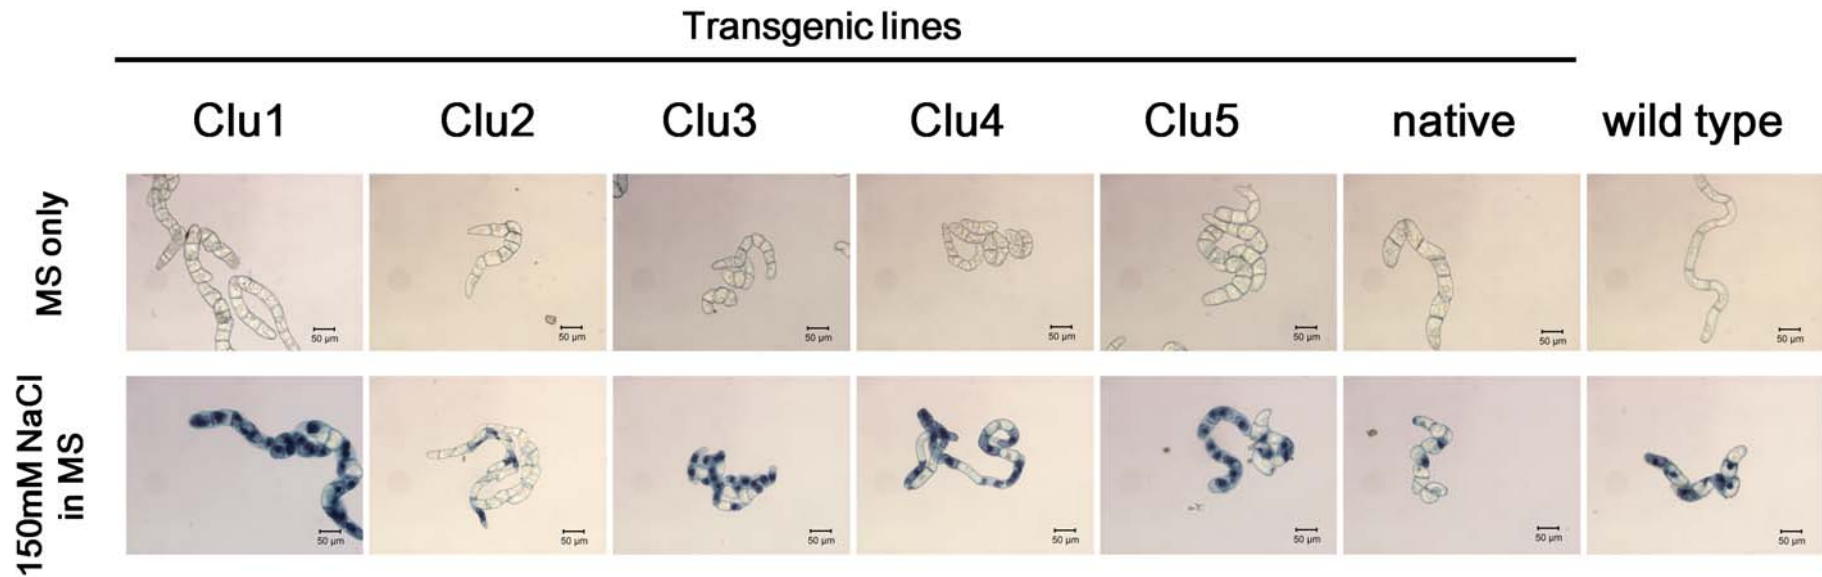 Transgenic lines
Clu1 Clu2 Clu3 Clu4 Clu5 native wild type
MS only
50 µm 50 µm 50 µm 50 µm 50 µm 50 µm 50 µm
150mM NaCl
in MS
50 µm 50 µm 50 µm 50 µm 50 µm 50 µm 50 µm